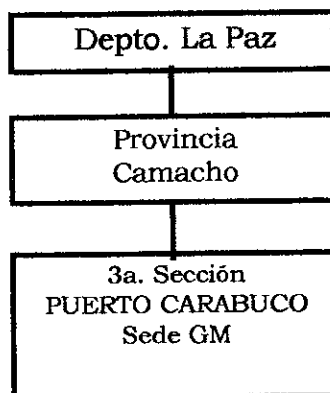 Depto. La Paz
Provincia
Camacho
3a. Sección
PUERTO CARABUCO
Sede GM